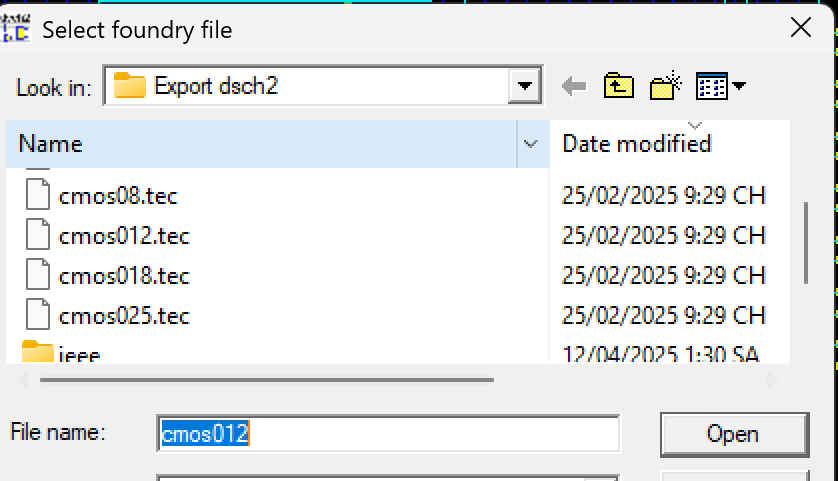 Select foundry file
Look in: Export dsch2
Name Date modified
cmos08.tec 25/02/2025 9:29 CH
cmos012.tec 25/02/2025 9:29 CH
cmos018.tec 25/02/2025 9:29 CH
cmos025.tec 25/02/2025 9:29 CH
ieee 12/04/2025 1:30 SA
File name: cmos012
Open